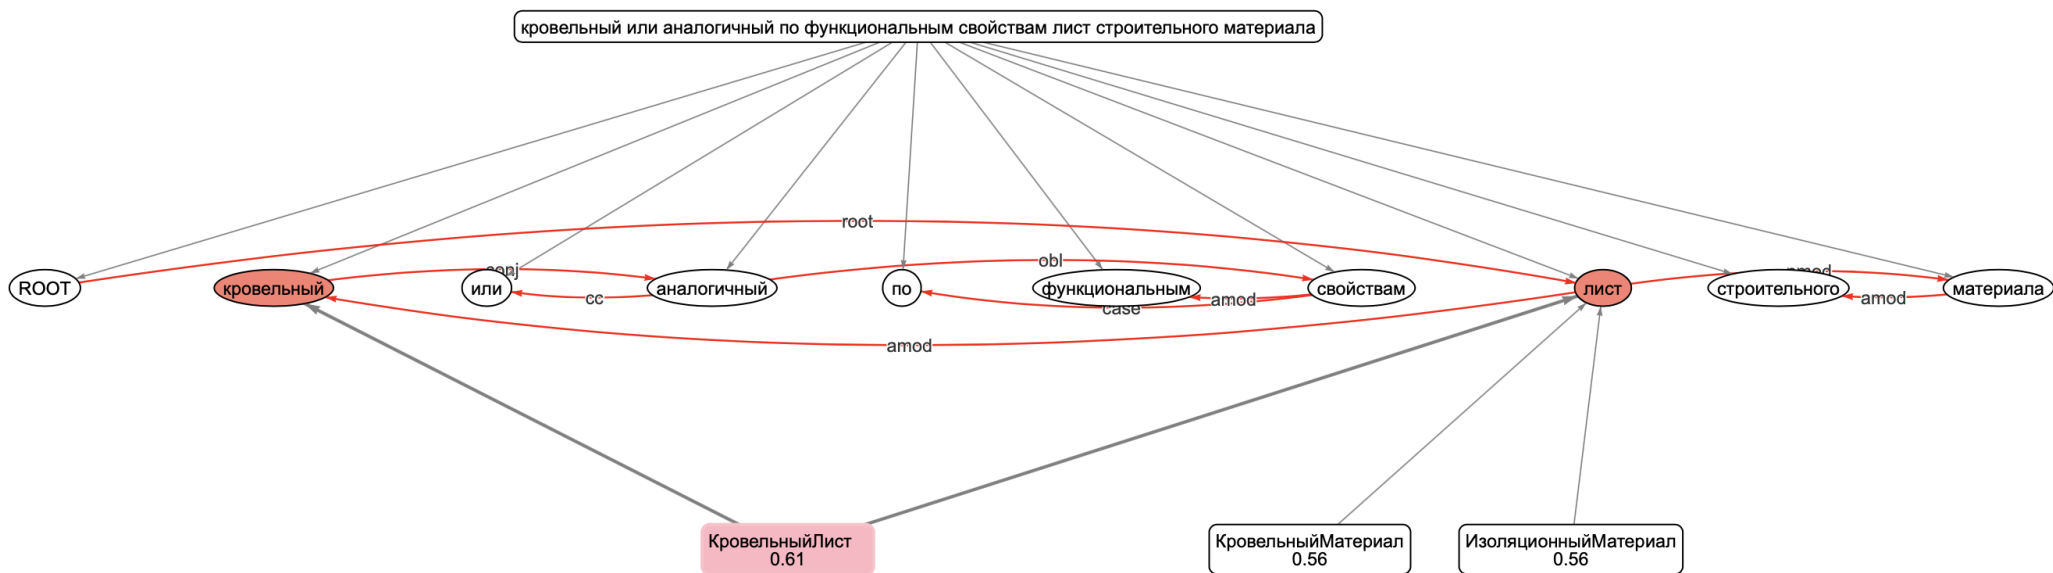 кровельный или аналогичный по функциональным свойствам лист строительного материала
root
conj
obl
nmod
ROOT
кровельный
или
аналогичный
по
функциональным
свойствам
лист
строительного
материала
cc
amod
case
amod
amod
КровельныйЛист
0.61
КровельныйМатериал
0.56
ИзоляционныйМатериал
0.56